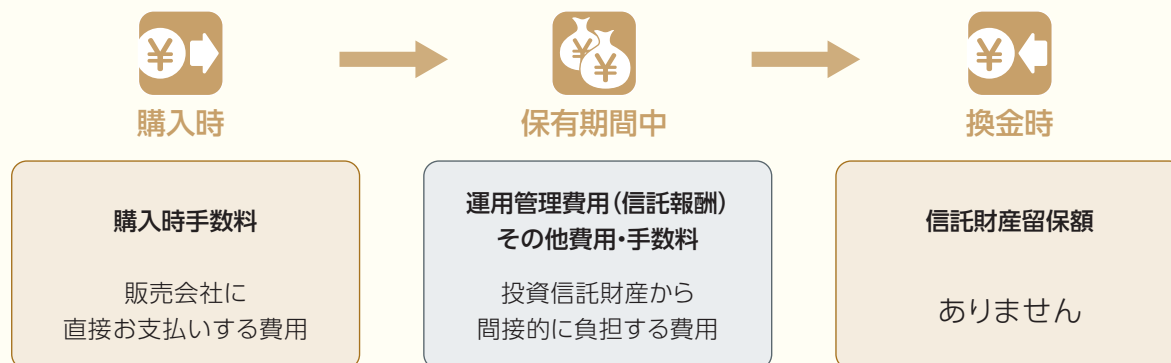 ¥
¥
¥
¥
購入時
保有期間中
換金時
購入時手数料
販売会社に
直接お支払いする費用
運用管理費用(信託報酬)
その他費用・手数料
投資信託財産から
間接的に負担する費用
信託財産留保額
ありません